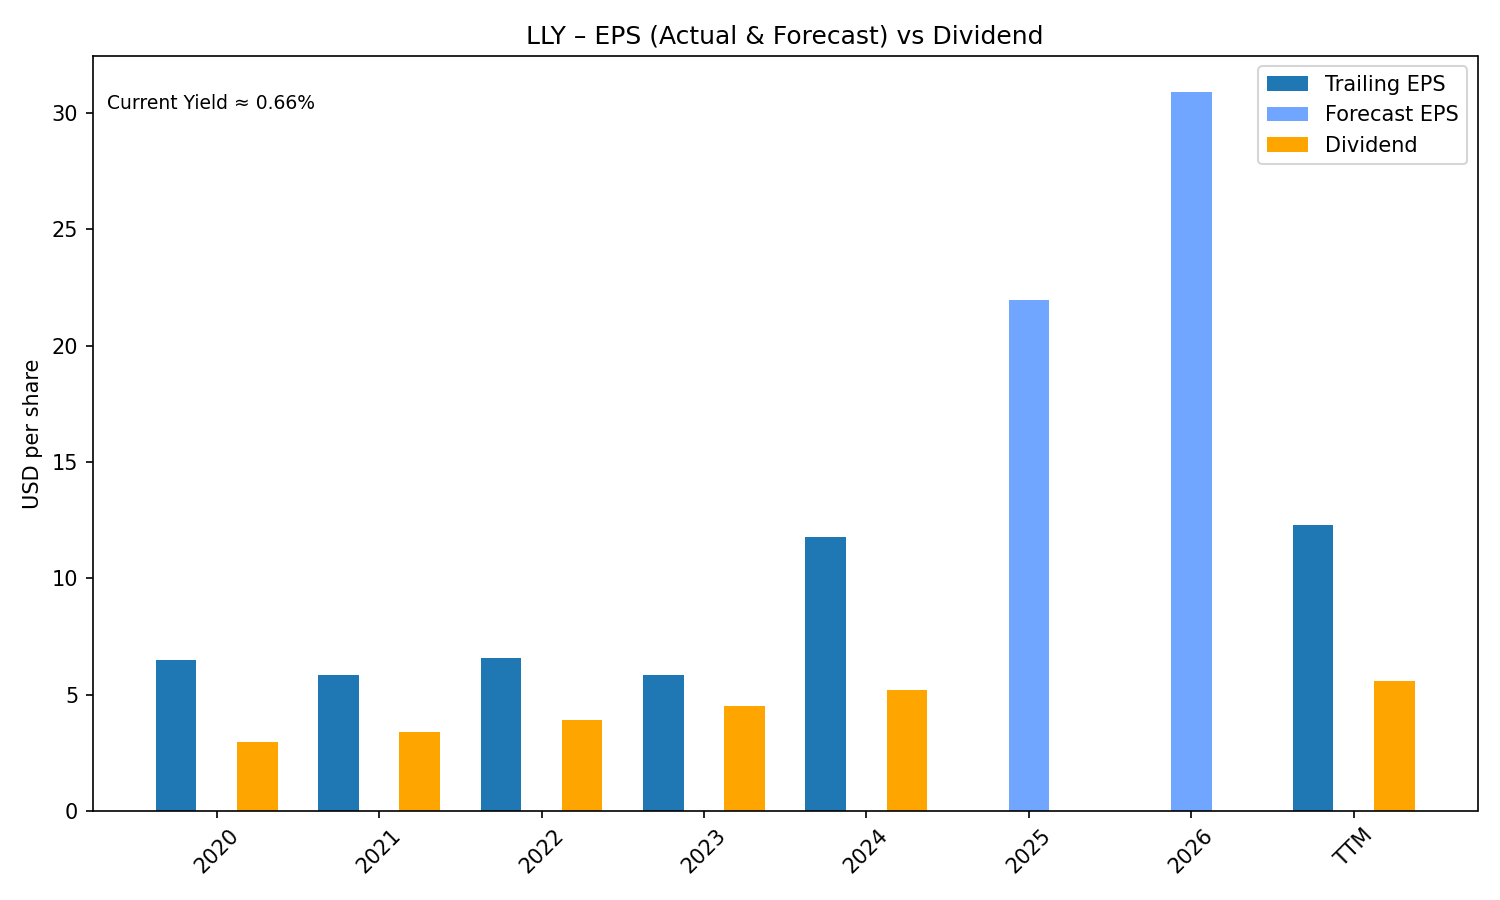 LLY – EPS (Actual & Forecast) vs Dividend
Current Yield ≈ 0.66%
Trailing EPS
Forecast EPS
Dividend
USD per share
30
25
20
15
10
5
0
2020
2021
2022
2023
2024
2025
2026
TTM